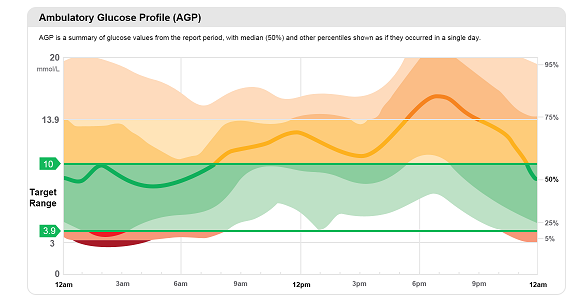 Ambulatory Glucose Profile (AGP)
AGP is a summary of glucose values from the report period, with median (50%) and other percentiles shown as if they occurred in a single day.
20
mmol/L
95%
13.9
75%
10
Target
Range
50%
3.9
25%
3
5%
0
12am 3am 6am 9am 12pm 3pm 6pm 9pm 12am